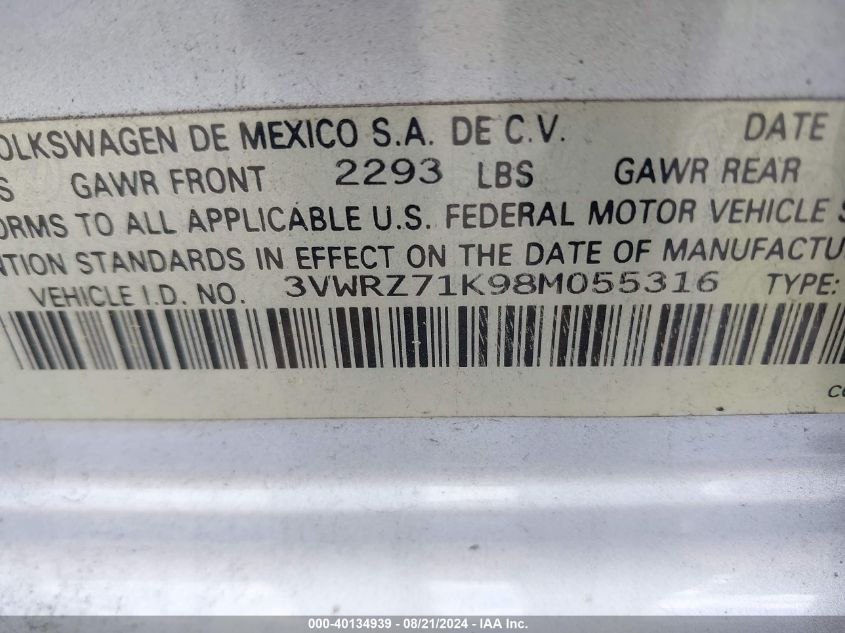 OLKSWAGEN DE MEXICO S.A. DE C.V. DATE
S GAWR FRONT 2293 LBS GAWR REAR
ORMS TO ALL APPLICABLE U.S. FEDERAL MOTOR VEHICLE S
NTION STANDARDS IN EFFECT ON THE DATE OF MANUFACTU
VEHICLE I.D. NO. 3VWRZ71K98M055316 TYPE:
CO
000-40134939 - 08/21/2024 - IAA Inc.